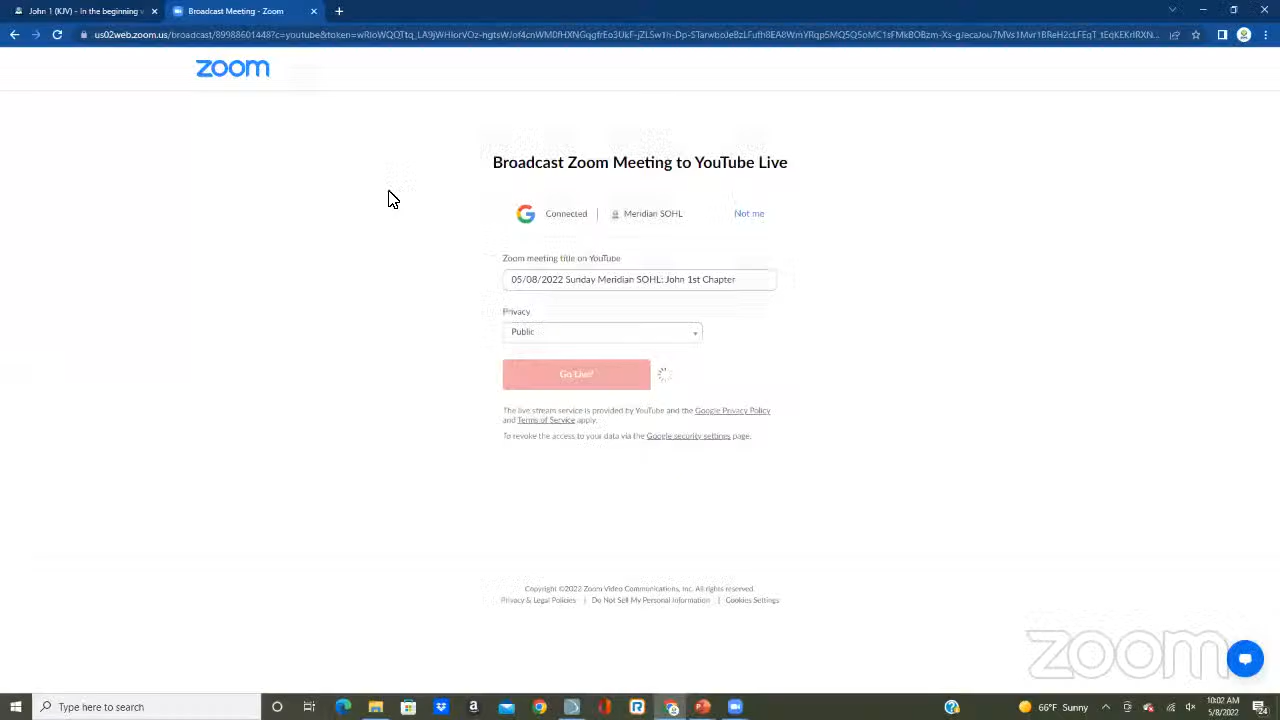 John 1 (KJV) - In the beginning
Broadcast Meeting - Zoom
zoom
Broadcast Zoom Meeting to YouTube Live
Connected | Meridian SOHL Not me
Zoom meeting title on YouTube
05/08/2022 Sunday Meridian SOHL: John 1st Chapter
Privacy
Public
Go Live!
The live stream service is provided by YouTube and the Google Privacy Policy
and Terms of Service apply.
To revoke the access to your data via the Google security settings page.
Copyright ©2022 Zoom Video Communications, Inc. All rights reserved.
Privacy & Legal Policies | Do Not Sell My Personal Information | Cookies Settings
zoom
Type here to search
66°F Sunny
10:02 AM
5/8/2022